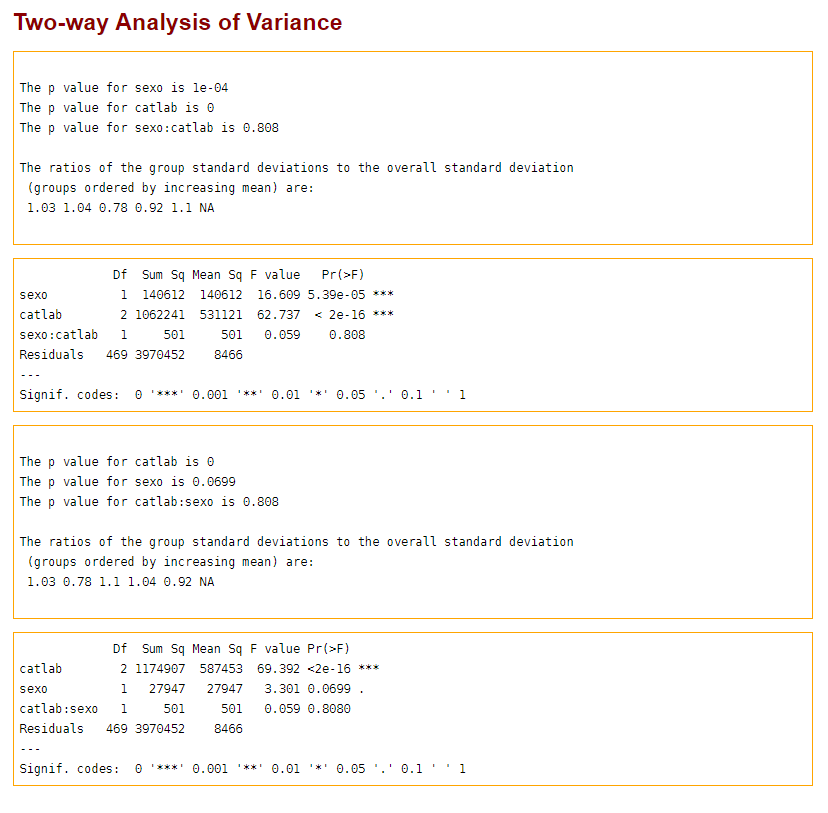 Two-way Analysis of Variance
The p value for sexo is 1e-04
The p value for catlab is 0
The p value for sexo:catlab is 0.808
The ratios of the group standard deviations to the overall standard deviation
(groups ordered by increasing mean) are:
1.03 1.04 0.78 0.92 1.1 NA
Df Sum Sq Mean Sq F value Pr(>F)
sexo 1 140612 140612 16.609 5.39e-05 ***
catlab 2 1062241 531121 62.737 < 2e-16 ***
sexo:catlab 1 501 501 0.059 0.808
Residuals 469 3970452 8466
---
Signif. codes: 0 '***' 0.001 '**' 0.01 '*' 0.05 '.' 0.1 ' ' 1
The p value for catlab is 0
The p value for sexo is 0.0699
The p value for catlab:sexo is 0.808
The ratios of the group standard deviations to the overall standard deviation
(groups ordered by increasing mean) are:
1.03 0.78 1.1 1.04 0.92 NA
Df Sum Sq Mean Sq F value Pr(>F)
catlab 2 1174907 587453 69.392 <2e-16 ***
sexo 1 27947 27947 3.301 0.0699 .
catlab:sexo 1 501 501 0.059 0.8080
Residuals 469 3970452 8466
---
Signif. codes: 0 '***' 0.001 '**' 0.01 '*' 0.05 '.' 0.1 ' ' 1